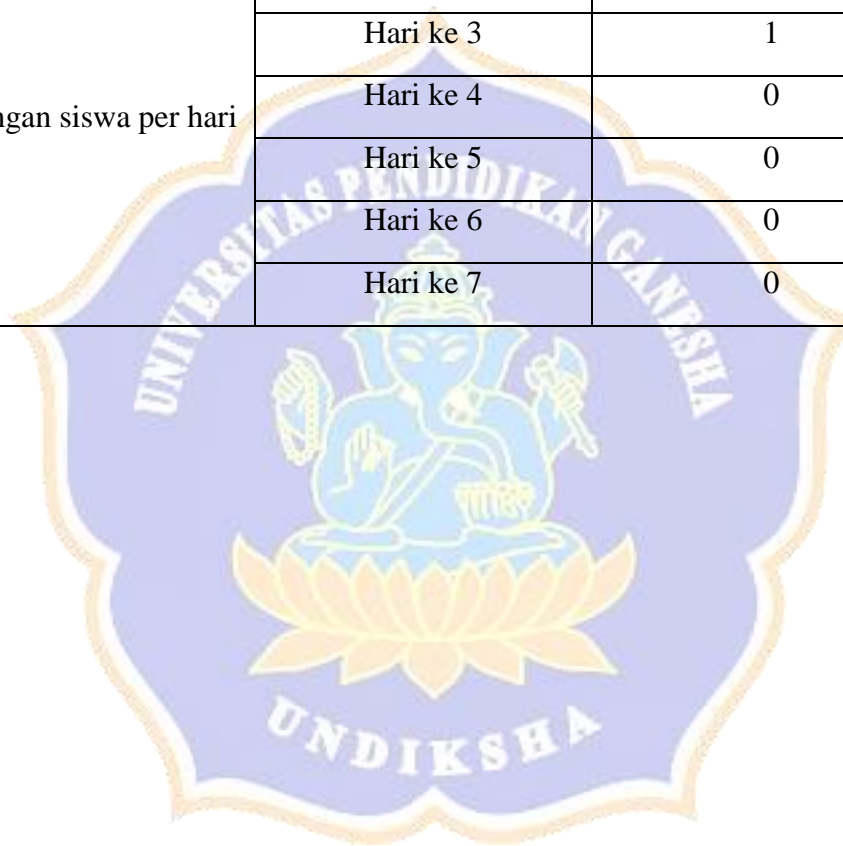 Hari ke 3 1
ngan siswa per hari
Hari ke 4 0
Hari ke 5 0
Hari ke 6 0
Hari ke 7 0
UNIVERSITAS PENDIDIKAN GANESHA
UNDIKSHA